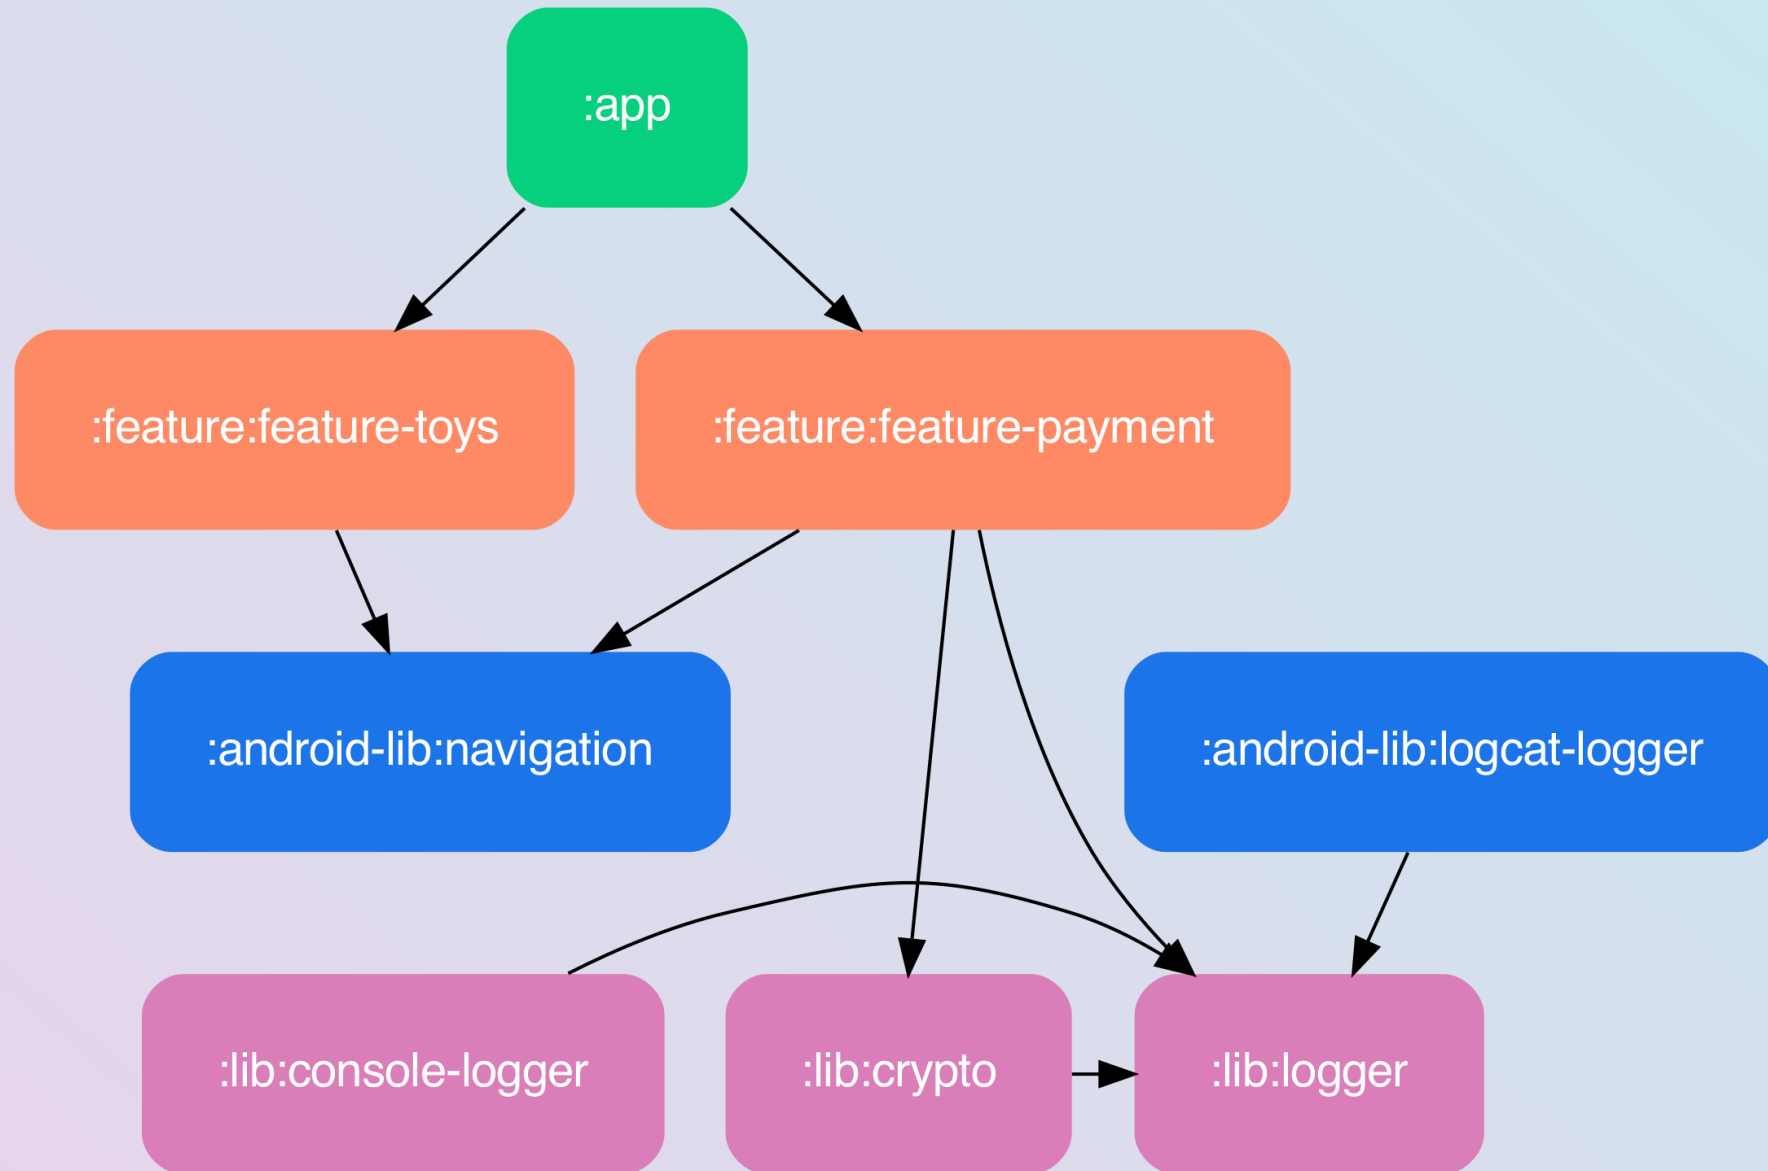 :app
:feature:feature-toys
:feature:feature-payment
:android-lib:navigation
:android-lib:logcat-logger
:lib:console-logger
:lib:crypto
:lib:logger